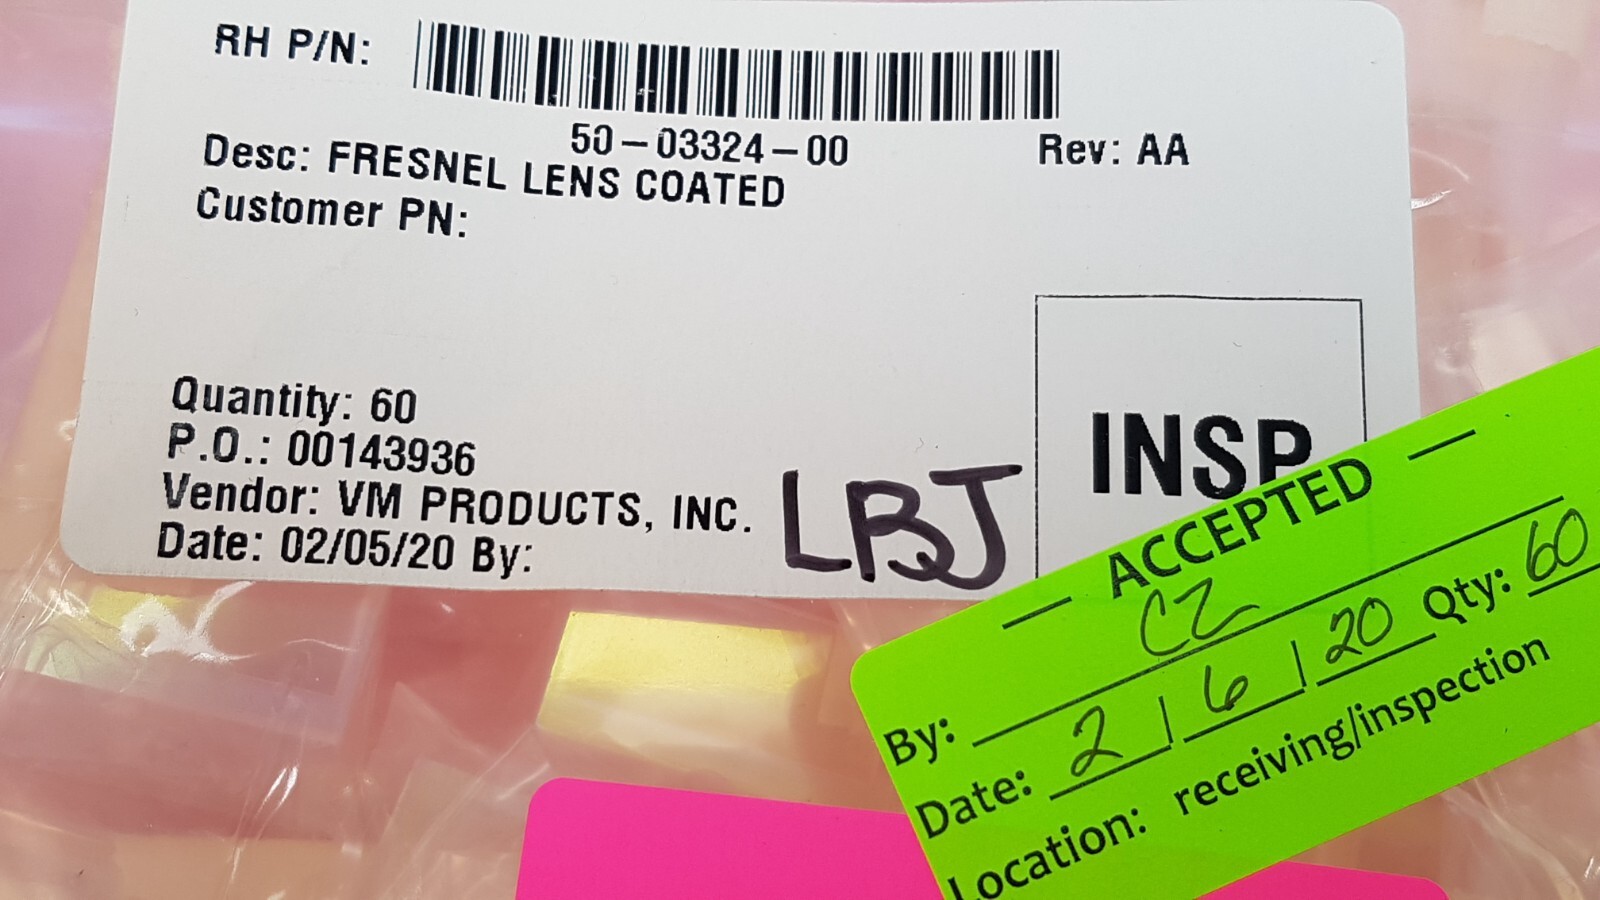 RH P/N:
50-03324-00
Rev: AA
Desc: FRESNEL LENS COATED
Customer PN:
Quantity: 60
P.O.: 00143936
Vendor: VM PRODUCTS, INC.
Date: 02/05/20 By:
LBJ
INSP
ACCEPTED
By: CZ
Date: 2/6/20 Qty: 60
Location: receiving/inspection